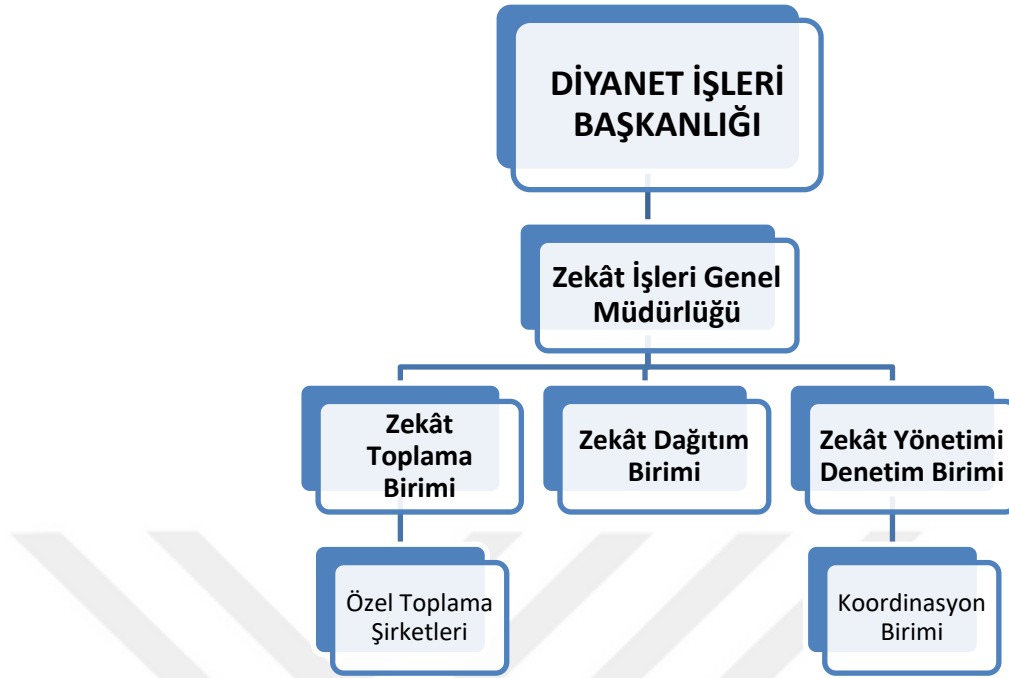 DİYANET İŞLERİ
BAŞKANLIĞI
Zekât İşleri Genel
Müdürlüğü
Zekât
Toplama
Birimi
Zekât Dağıtım
Birimi
Zekât Yönetimi
Denetim Birimi
Özel Toplama
Şirketleri
Koordinasyon
Birimi